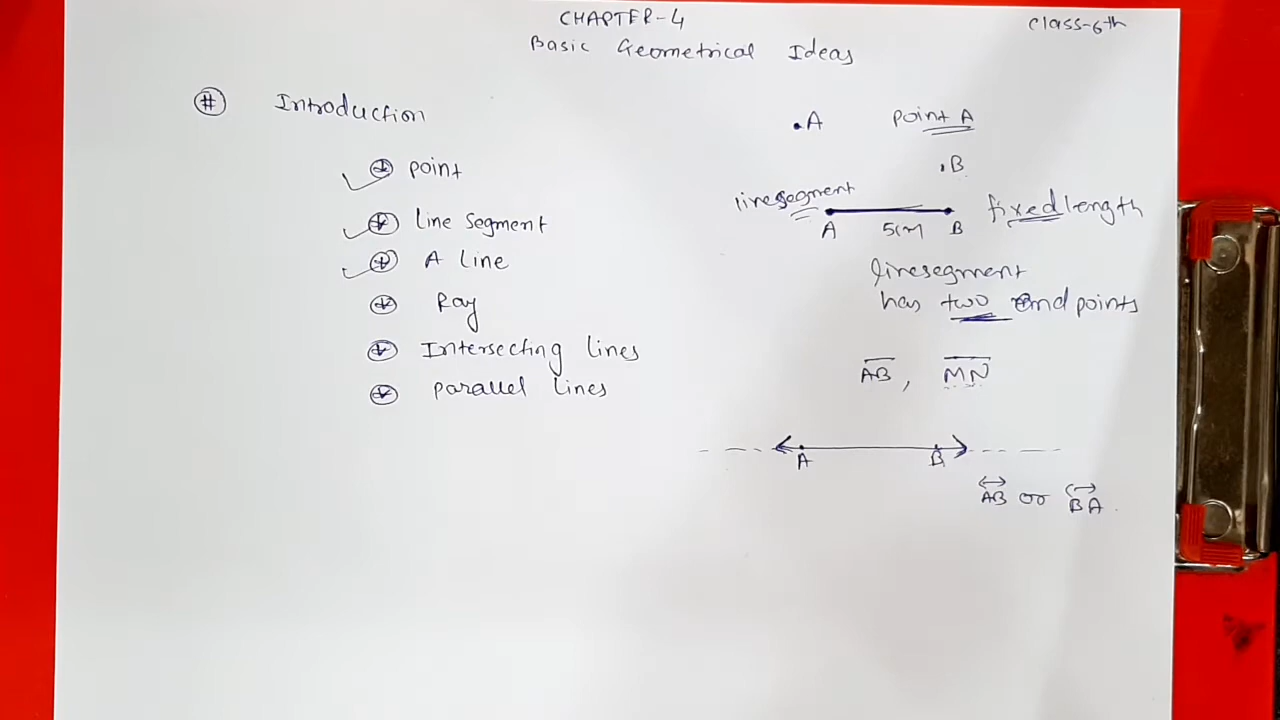 CHAPTER-4
Class-6th
Basic Geometrical Ideas
# Introduction
point
Line segment
A Line
Ray
Intersecting lines
parallel lines
.A point A
.B
linesegment
fixed length
A 5cm B
linesegment
has two end points
AB, MN
A B
AB or BA